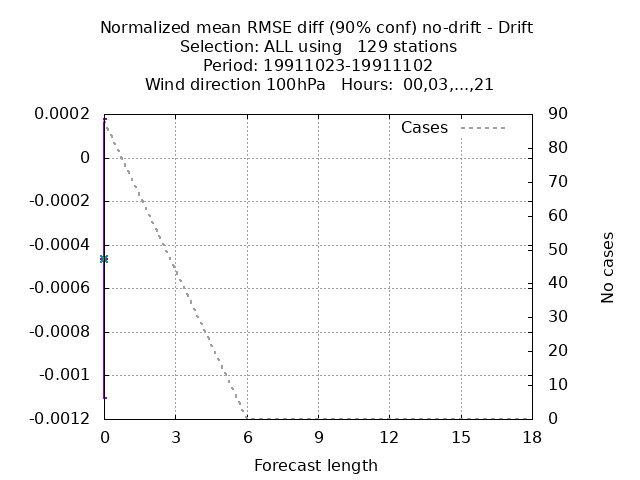 Normalized mean RMSE diff (90% conf) no-drift - Drift
Selection: ALL using   129 stations
Period: 19911023-19911102
Wind direction 100hPa   Hours:  00,03,...,21
Cases
0.0002
0
-0.0002
-0.0004
-0.0006
-0.0008
-0.001
-0.0012
90
80
70
60
50
40
30
20
10
0
No cases
0 3 6 9 12 15 18
Forecast length